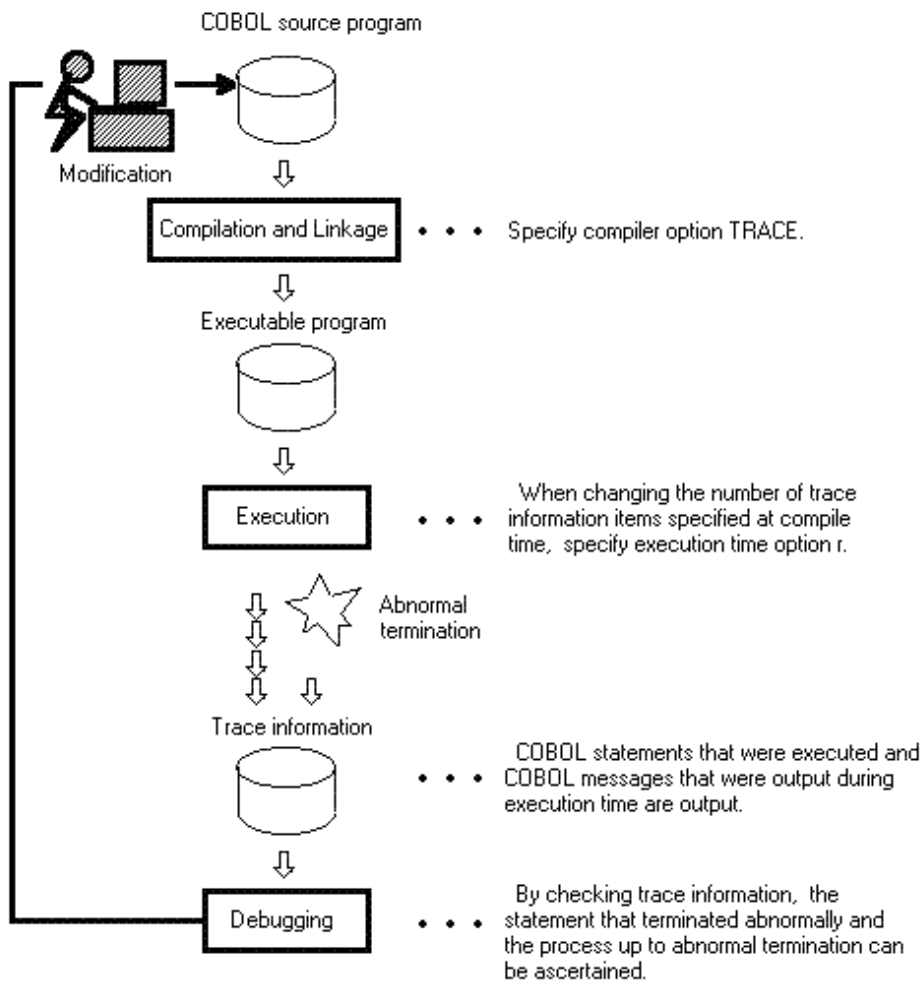 COBOL source program
Modification
Compilation and Linkage
• • • Specify compiler option TRACE.
Executable program
Execution
• • • When changing the number of trace
information items specified at compile
time, specify execution time option r.
Abnormal
termination
Trace information
• • • COBOL statements that were executed and
COBOL messages that were output during
execution time are output.
Debugging
• • • By checking trace information, the
statement that terminated abnormally and
the process up to abnormal termination can
be ascertained.